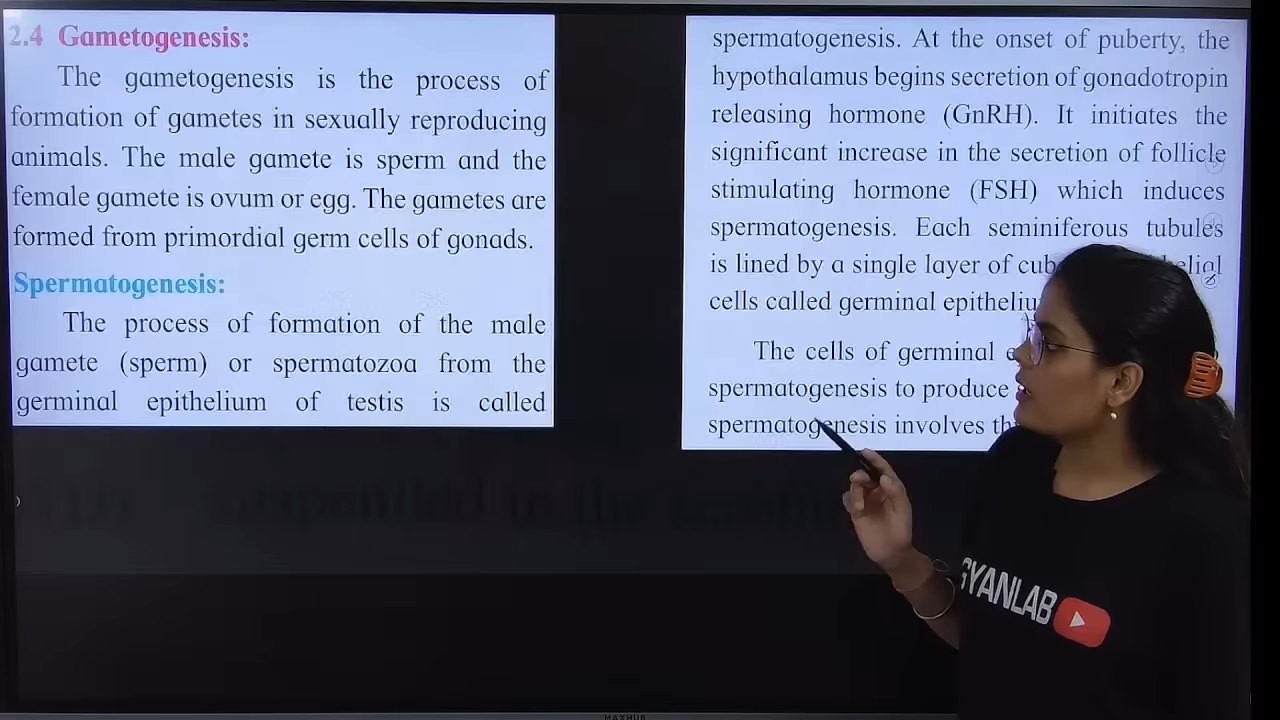 2.4 Gametogenesis:
The gametogenesis is the process of
formation of gametes in sexually reproducing
animals. The male gamete is sperm and the
female gamete is ovum or egg. The gametes are
formed from primordial germ cells of gonads.
Spermatogenesis:
The process of formation of the male
gamete (sperm) or spermatozoa from the
germinal epithelium of testis is called
spermatogenesis. At the onset of puberty, the
hypothalamus begins secretion of gonadotropin
releasing hormone (GnRH). It initiates the
significant increase in the secretion of follicle
stimulating hormone (FSH) which induces
spermatogenesis. Each seminiferous tubules
is lined by a single layer of
cells called germinal
The cells of germinal
spermatogenesis to produce
spermatogenesis involves
suspended in the
GYANLAB
MAXHUB